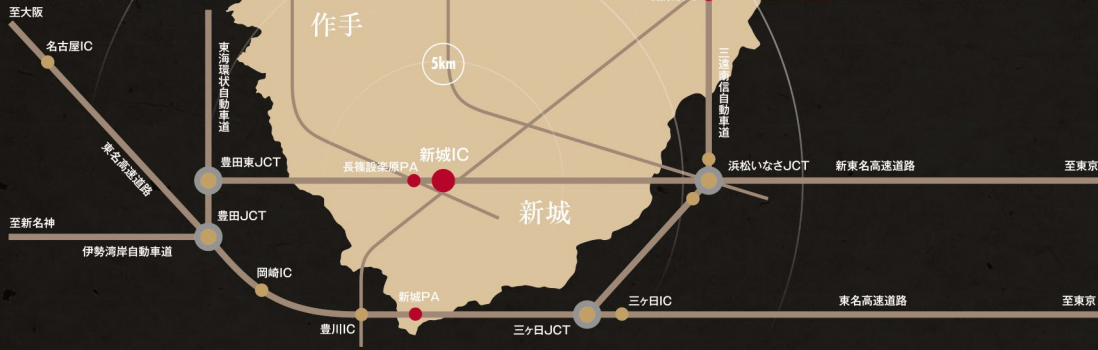 至大阪
作手
名古屋IC
東海環状自動車道
5km
三遠南信自動車道
東名高速道路
豊田東JCT
長篠設楽原PA
新城IC
浜松いなさJCT
新東名高速道路
至東京
至新名神
豊田JCT
新城
伊勢湾岸自動車道
岡崎IC
新城PA
三ヶ日IC
東名高速道路
至東京
豊川IC
三ヶ日JCT